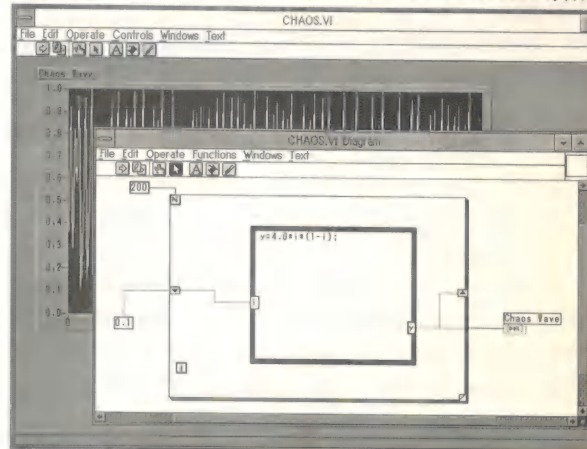 CHAOS.VI
File Edit Operate Controls Windows Text
Chaos Wave
1.0
0.9
0.8
0.7
0.6
0.5
0.4
0.3
0.2
0.1
0.0
0
CHAOS.VI Diagram
File Edit Operate Functions Windows Text
200
N
y=4.0*i*(1-i);
i
0.1
y
Chaos Wave
i